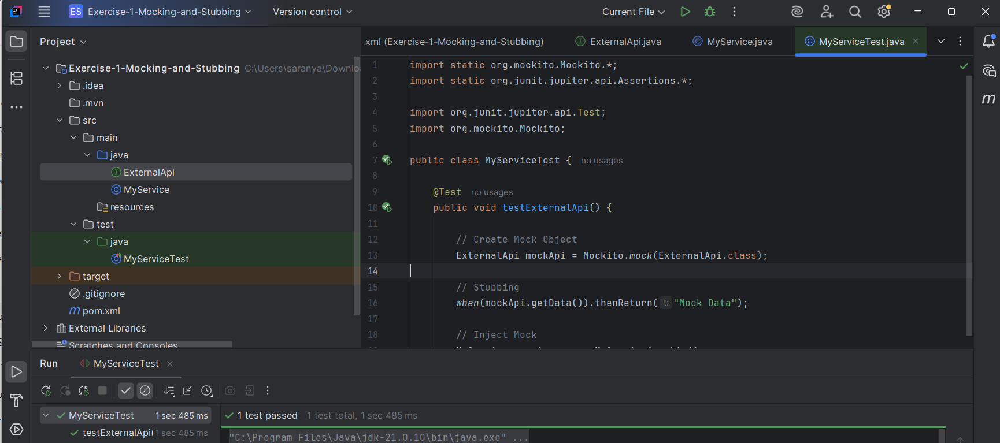 ES Exercise-1-Mocking-and-Stubbing Version control Current File
Project
Exercise-1-Mocking-and-Stubbing C:\Users\saranya\Downlo
.idea
.mvn
src
main
java
ExternalApi
MyService
resources
test
java
MyServiceTest
target
.gitignore
m pom.xml
External Libraries
Scratches and Consoles
.xml (Exercise-1-Mocking-and-Stubbing) ExternalApi.java MyService.java MyServiceTest.java
1 import static org.mockito.Mockito.*;
2 import static org.junit.jupiter.api.Assertions.*;
3
4 import org.junit.jupiter.api.Test;
5 import org.mockito.Mockito;
6
7 public class MyServiceTest { no usages
8
9 @Test no usages
10 public void testExternalApi() {
11
12 // Create Mock Object
13 ExternalApi mockApi = Mockito.mock(ExternalApi.class);
14
15 // Stubbing
16 when(mockApi.getData()).thenReturn( t: "Mock Data");
17
18 // Inject Mock
m
Run MyServiceTest
MyServiceTest 1 sec 485 ms
testExternalApi( 1 sec 485 ms
1 test passed 1 test total, 1 sec 485 ms
"C:\Program Files\Java\jdk-21.0.10\bin\java.exe" ...